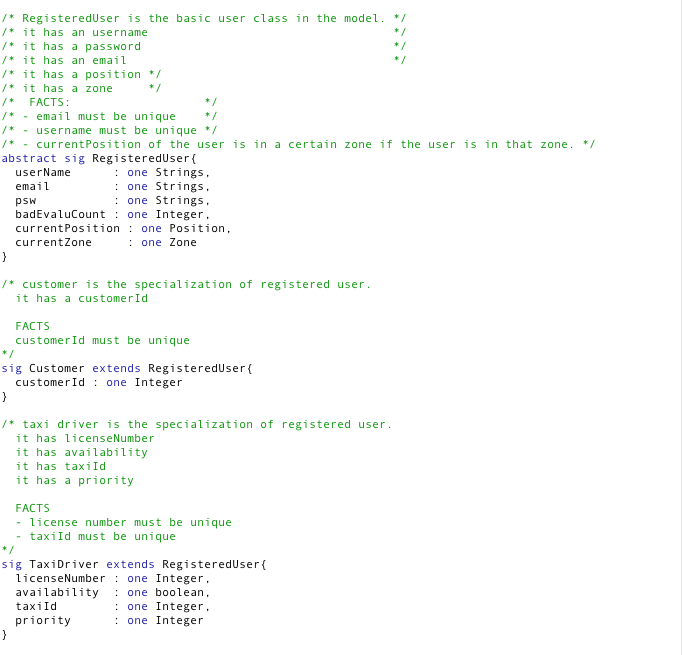 /* RegisteredUser is the basic user class in the model. */
/* it has an username                                   */
/* it has a password                                    */
/* it has an email                                      */
/* it has a position */
/* it has a zone     */
/*  FACTS:                   */
/* - email must be unique    */
/* - username must be unique */
/* - currentPosition of the user is in a certain zone if the user is in that zone. */
abstract sig RegisteredUser{
  userName      : one Strings,
  email         : one Strings,
  psw           : one Strings,
  badEvaluCount : one Integer,
  currentPosition : one Position,
  currentZone     : one Zone
}

/* customer is the specialization of registered user.
  it has a customerId

  FACTS
  customerId must be unique
*/
sig Customer extends RegisteredUser{
  customerId : one Integer
}

/* taxi driver is the specialization of registered user.
  it has licenseNumber
  it has availability
  it has taxiId
  it has a priority

  FACTS
  - license number must be unique
  - taxiId must be unique
*/
sig TaxiDriver extends RegisteredUser{
  licenseNumber : one Integer,
  availability  : one boolean,
  taxiId        : one Integer,
  priority      : one Integer
}